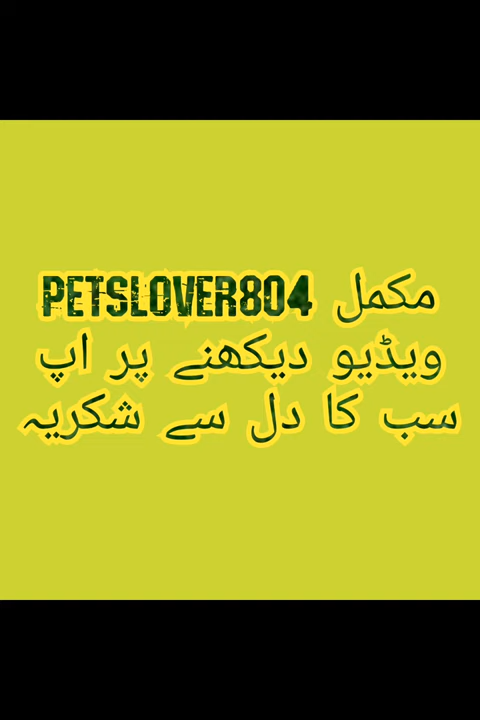 مکمل PETSLOVER804
ویڈیو دیکھنے پر اپ
سب کا دل سے شکریہ